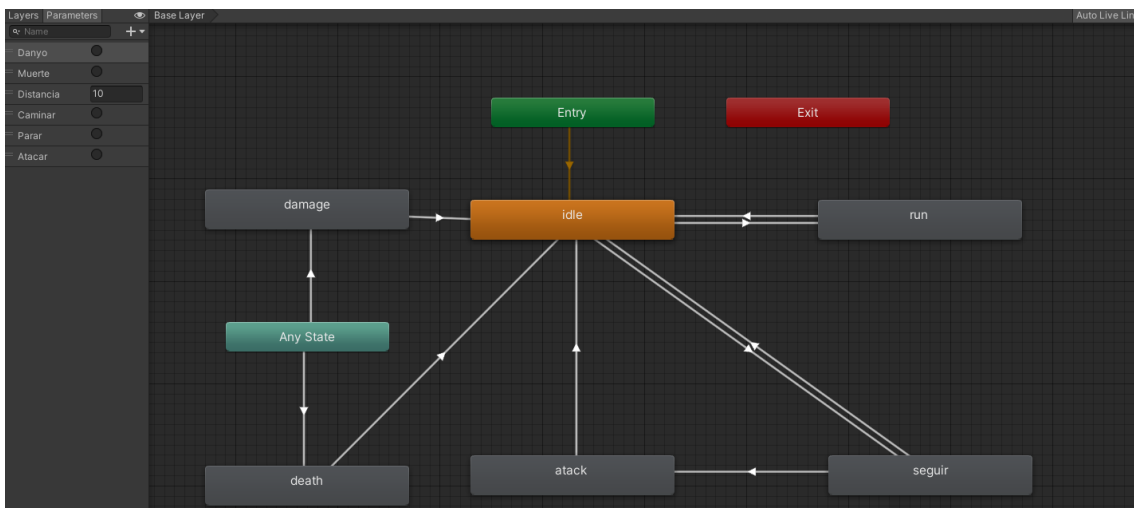 Layers Parameters Base Layer Auto Live Lin
Name
Danyo
Muerte
Distancia 10
Caminar
Parar
Atacar
Entry Exit
damage idle run
Any State
death atack seguir